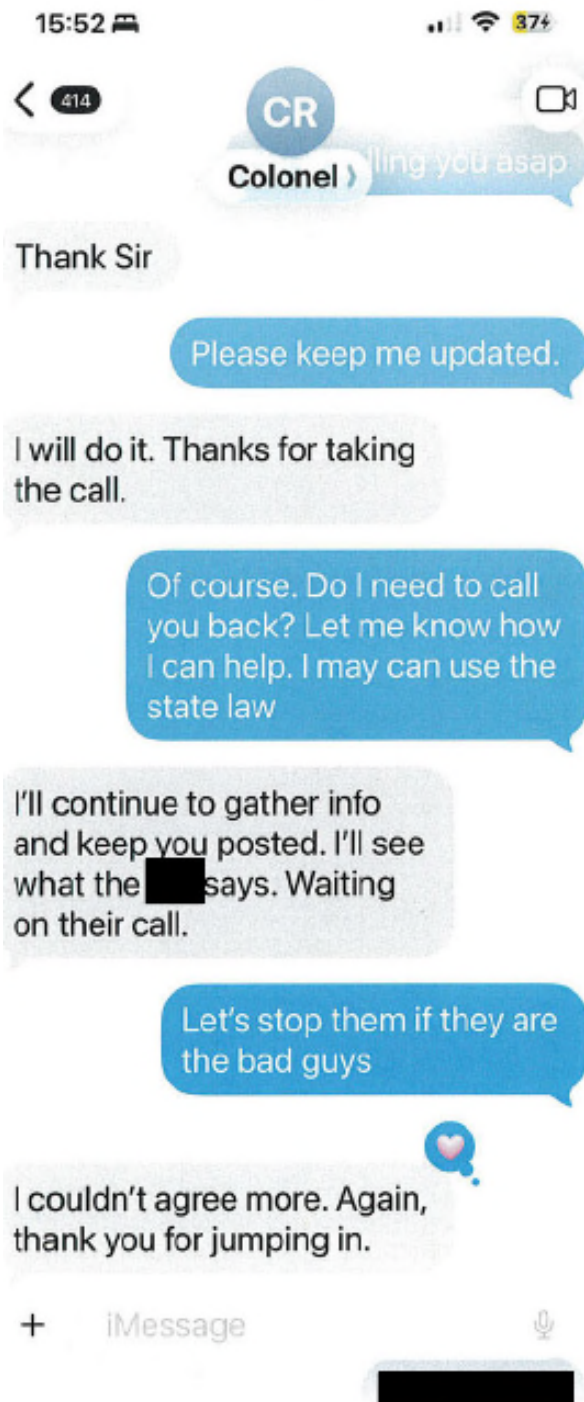 15:52
37
414
CR
Colonel
lling you asap
Thank Sir
Please keep me updated.
I will do it. Thanks for taking
the call.
Of course. Do I need to call
you back? Let me know how
I can help. I may can use the
state law
I'll continue to gather info
and keep you posted. I'll see
what the says. Waiting
on their call.
Let's stop them if they are
the bad guys
I couldn't agree more. Again,
thank you for jumping in.
+ iMessage